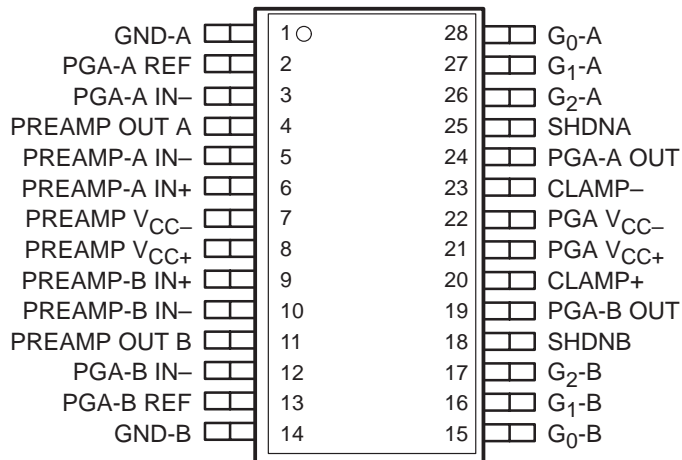 GND-A 1 28 G0-A
PGA-A REF 2 27 G1-A
PGA-A IN– 3 26 G2-A
PREAMP OUT A 4 25 SHDNA
PREAMP-A IN– 5 24 PGA-A OUT
PREAMP-A IN+ 6 23 CLAMP–
PREAMP VCC– 7 22 PGA VCC–
PREAMP VCC+ 8 21 PGA VCC+
PREAMP-B IN+ 9 20 CLAMP+
PREAMP-B IN– 10 19 PGA-B OUT
PREAMP OUT B 11 18 SHDNB
PGA-B IN– 12 17 G2-B
PGA-B REF 13 16 G1-B
GND-B 14 15 G0-B